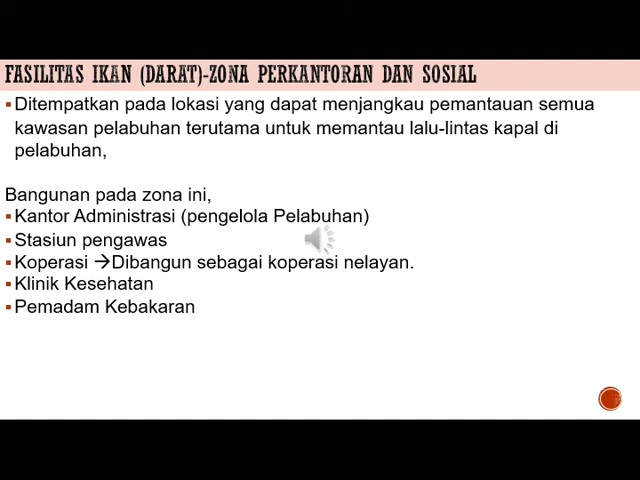 FASILITAS IKAN (DARAT)-ZONA PERKANTORAN DAN SOSIAL
▪Ditempatkan pada lokasi yang dapat menjangkau pemantauan semua
kawasan pelabuhan terutama untuk memantau lalu-lintas kapal di
pelabuhan,
Bangunan pada zona ini,
▪Kantor Administrasi (pengelola Pelabuhan)
▪Stasiun pengawas
▪Koperasi →Dibangun sebagai koperasi nelayan.
▪Klinik Kesehatan
▪Pemadam Kebakaran